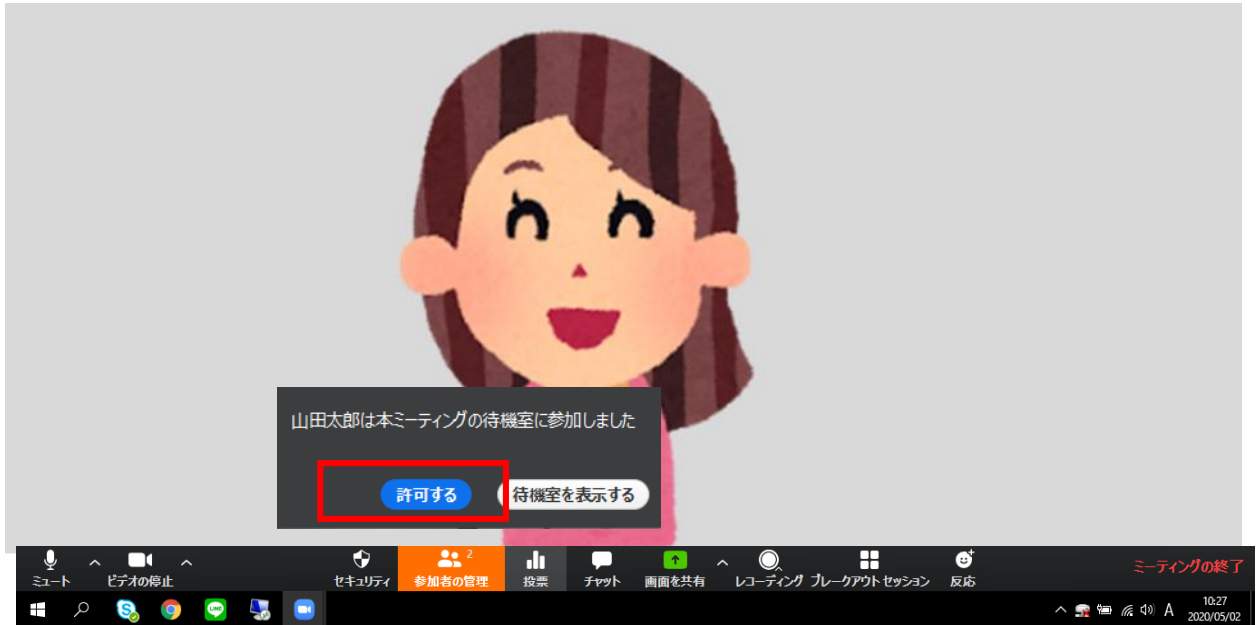 山田太郎は本ミーティングの待機室に参加しました
許可する 待機室を表示する
2
ミュート ビデオの停止 セキュリティ 参加者の管理 投票 チャット 画面を共有 レコーディング ブレークアウト セッション 反応 ミーティングの終了
LINE A 10:27
2020/05/02